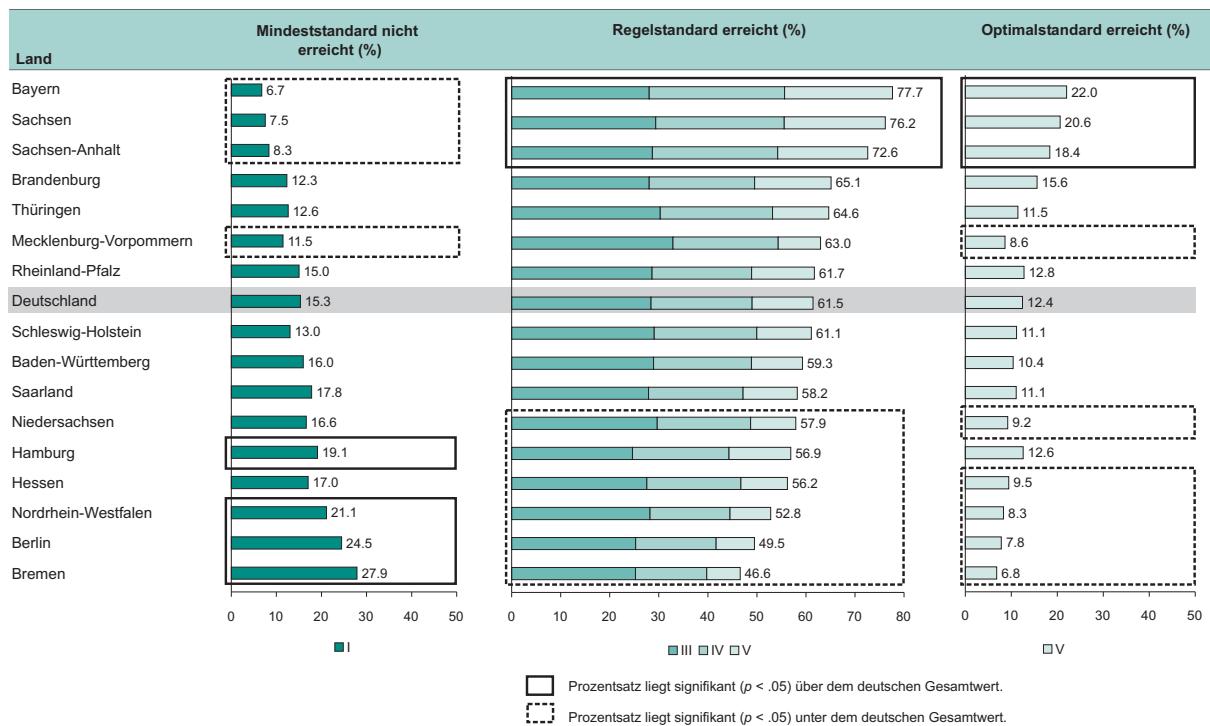 Land
Mindeststandard nicht
erreicht (%)
Regelstandard erreicht (%)
Optimalstandard erreicht (%)
Bayern 6.7 77.7 22.0
Sachsen 7.5 76.2 20.6
Sachsen-Anhalt 8.3 72.6 18.4
Brandenburg 12.3 65.1 15.6
Thüringen 12.6 64.6 11.5
Mecklenburg-Vorpommern 11.5 63.0 8.6
Rheinland-Pfalz 15.0 61.7 12.8
Deutschland 15.3 61.5 12.4
Schleswig-Holstein 13.0 61.1 11.1
Baden-Württemberg 16.0 59.3 10.4
Saarland 17.8 58.2 11.1
Niedersachsen 16.6 57.9 9.2
Hamburg 19.1 56.9 12.6
Hessen 17.0 56.2 9.5
Nordrhein-Westfalen 21.1 52.8 8.3
Berlin 24.5 49.5 7.8
Bremen 27.9 46.6 6.8
0 10 20 30 40 50 0 10 20 30 40 50 60 70 80 0 10 20 30 40 50
I III IV V V
Prozentsatz liegt signifikant (p < .05) über dem deutschen Gesamtwert.
Prozentsatz liegt signifikant (p < .05) unter dem deutschen Gesamtwert.